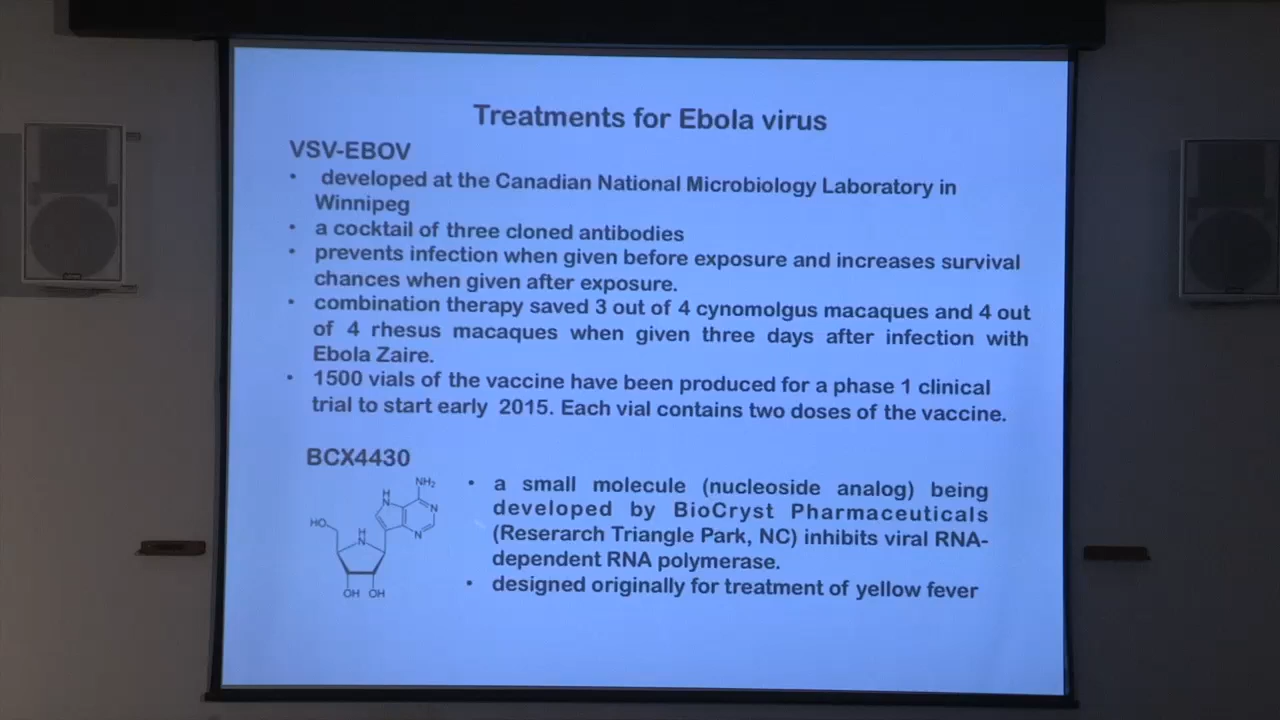 Treatments for Ebola virus
VSV-EBOV
• developed at the Canadian National Microbiology Laboratory in
Winnipeg
• a cocktail of three cloned antibodies
• prevents infection when given before exposure and increases survival
chances when given after exposure.
• combination therapy saved 3 out of 4 cynomolgus macaques and 4 out
of 4 rhesus macaques when given three days after infection with
Ebola Zaire.
• 1500 vials of the vaccine have been produced for a phase 1 clinical
trial to start early 2015. Each vial contains two doses of the vaccine.
BCX4430
NH2
H
N
N
N
HO
H
N
OH OH
• a small molecule (nucleoside analog) being
developed by BioCryst Pharmaceuticals
(Reserarch Triangle Park, NC) inhibits viral RNA-
dependent RNA polymerase.
• designed originally for treatment of yellow fever